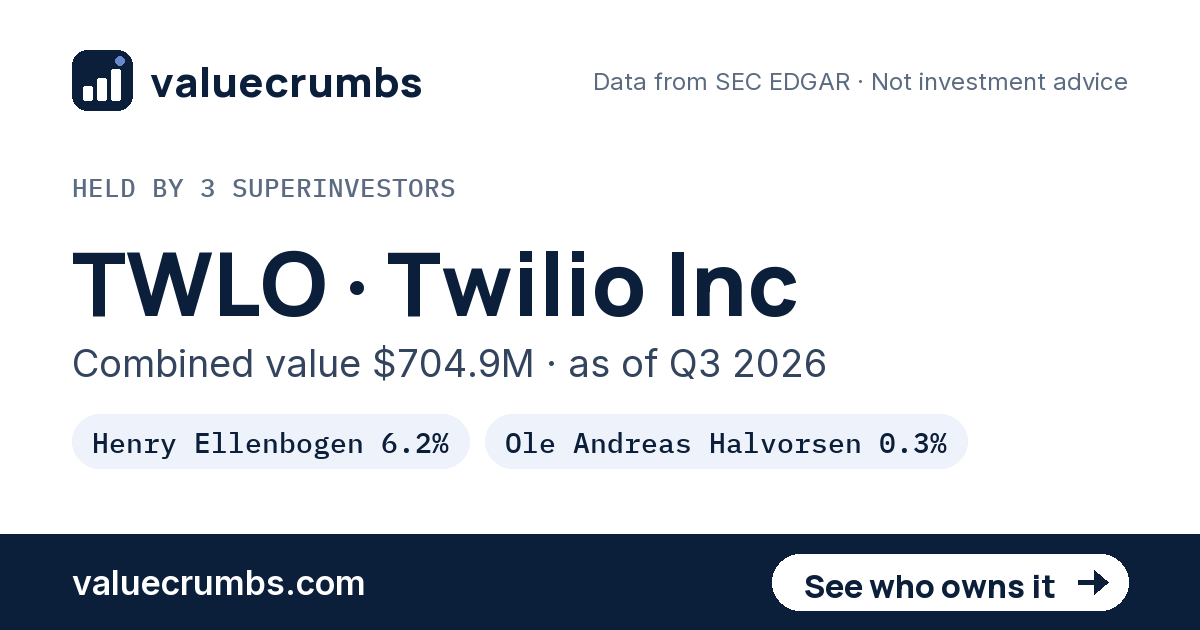 valuecrumbs
Data from SEC EDGAR · Not investment advice
HELD BY 3 SUPERINVESTORS
TWLO · Twilio Inc
Combined value $704.9M · as of Q3 2026
Henry Ellenbogen 6.2%
Ole Andreas Halvorsen 0.3%
valuecrumbs.com
See who owns it →